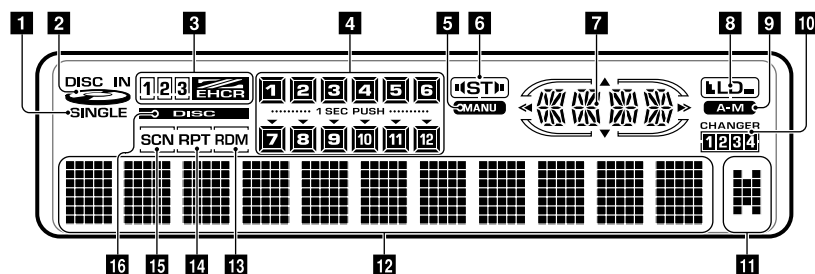 1 2 3 4 5 6 7 8 9 10
DISC IN
1 2 3 EHCR
1 2 3 4 5 6
ST
LD
SINGLE
DISC
1 SEC PUSH
MANU
A-M
CHANGER
1 2 3 4
SCN RPT RDM
7 8 9 10 11 12
16 15 14 13 12 11